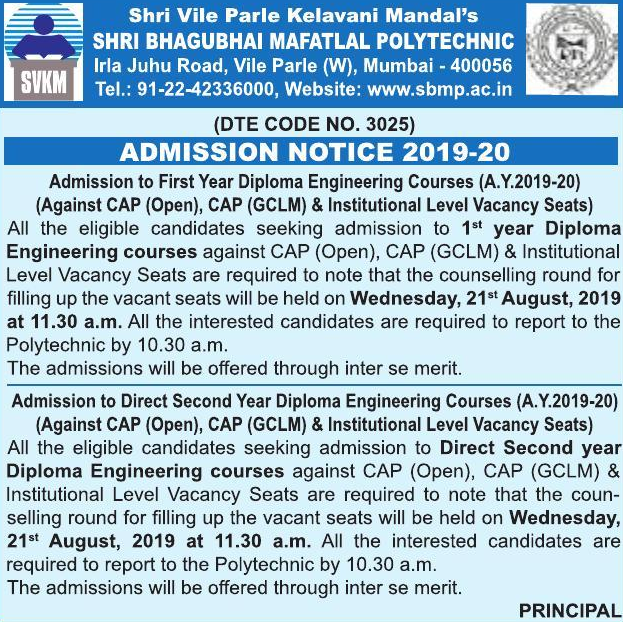 Shri Vile Parle Kelavani Mandal's
SHRI BHAGUBHAI MAFATLAL POLYTECHNIC
Irla Juhu Road, Vile Parle (W), Mumbai - 400056
Tel.: 91-22-42336000, Website: www.sbmp.ac.in
SVKM
(DTE CODE NO. 3025)
ADMISSION NOTICE 2019-20
Admission to First Year Diploma Engineering Courses (A.Y.2019-20)
(Against CAP (Open), CAP (GCLM) & Institutional Level Vacancy Seats)
All the eligible candidates seeking admission to 1st year Diploma
Engineering courses against CAP (Open), CAP (GCLM) & Institutional
Level Vacancy Seats are required to note that the counselling round for
filling up the vacant seats will be held on Wednesday, 21st August, 2019
at 11.30 a.m. All the interested candidates are required to report to the
Polytechnic by 10.30 a.m.
The admissions will be offered through inter se merit.
Admission to Direct Second Year Diploma Engineering Courses (A.Y.2019-20)
(Against CAP (Open), CAP (GCLM) & Institutional Level Vacancy Seats)
All the eligible candidates seeking admission to Direct Second year
Diploma Engineering courses against CAP (Open), CAP (GCLM) &
Institutional Level Vacancy Seats are required to note that the coun-
selling round for filling up the vacant seats will be held on Wednesday,
21st August, 2019 at 11.30 a.m. All the interested candidates are
required to report to the Polytechnic by 10.30 a.m.
The admissions will be offered through inter se merit.
PRINCIPAL